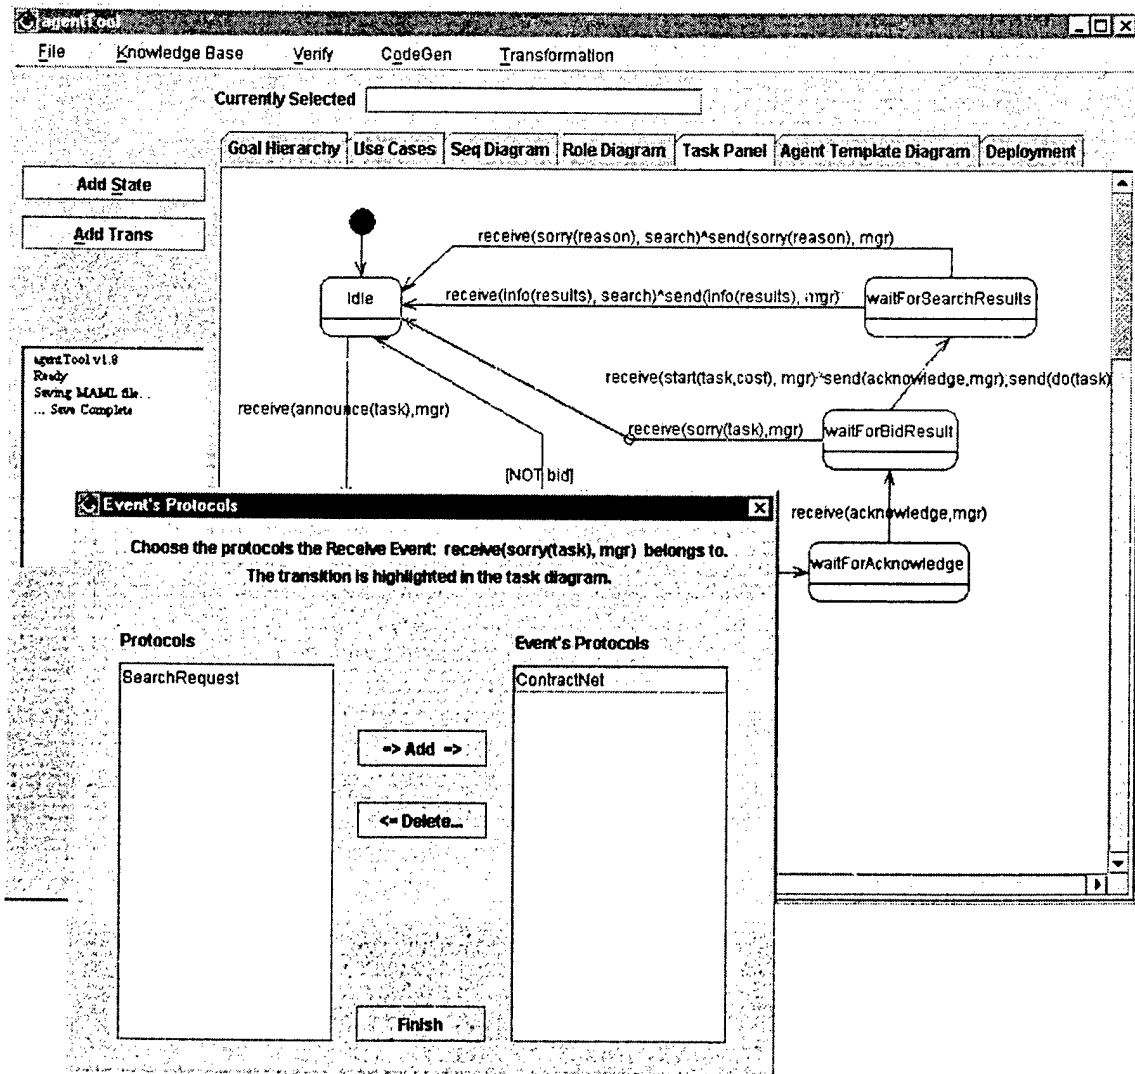 agentTool
File Knowledge Base Verify CodeGen Transformation
Currently Selected
Goal Hierarchy Use Cases Seq Diagram Role Diagram Task Panel Agent Template Diagram Deployment
Add State
Add Trans
receive(sorry(reason), search)^send(sorry(reason), mgr)
Idle
receive(info(results), search)^send(info(results), mgr)
waitForSearchResults
agentTool v1.8
Ready
Saving MAML file. .
... Save Complete
receive(start(task,cost), mgr)^send(acknowledge,mgr);send(do(task)
receive(announce(task),mgr)
receive(sorry(task),mgr)
waitForBidResult
[NOT bid]
receive(acknowledge,mgr)
waitForAcknowledge
Event's Protocols
Choose the protocols the Receive Event: receive(sorry(task), mgr) belongs to.
The transition is highlighted in the task diagram.
Protocols
Event's Protocols
SearchRequest
ContractNet
=> Add =>
<= Delete...
Finish